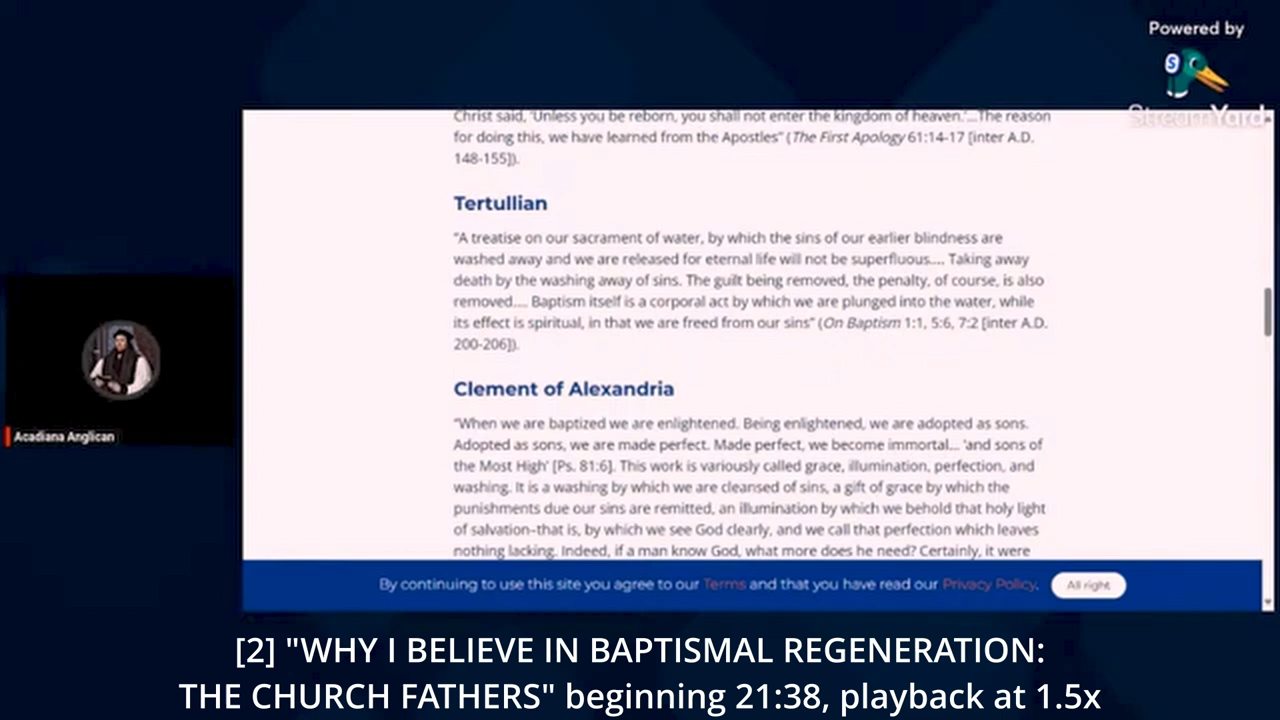 Powered by
S
StreamYard
Christ said, 'Unless you be reborn, you shall not enter the kingdom of heaven.'...The reason
for doing this, we have learned from the Apostles” (The First Apology 61:14-17 [inter A.D.
148-155]).
Tertullian
“A treatise on our sacrament of water, by which the sins of our earlier blindness are
washed away and we are released for eternal life will not be superfluous.... Taking away
death by the washing away of sins. The guilt being removed, the penalty, of course, is also
removed.... Baptism itself is a corporal act by which we are plunged into the water, while
its effect is spiritual, in that we are freed from our sins” (On Baptism 1:1, 5:6, 7:2 [inter A.D.
200-206]).
Clement of Alexandria
“When we are baptized we are enlightened. Being enlightened, we are adopted as sons.
Adopted as sons, we are made perfect. Made perfect, we become immortal... 'and sons of
the Most High' [Ps. 81:6]. This work is variously called grace, illumination, perfection, and
washing. It is a washing by which we are cleansed of sins, a gift of grace by which the
punishments due our sins are remitted, an illumination by which we behold that holy light
of salvation–that is, by which we see God clearly, and we call that perfection which leaves
nothing lacking. Indeed, if a man know God, what more does he need? Certainly, it were
Acadiana Anglican
By continuing to use this site you agree to our Terms and that you have read our Privacy Policy.
All right
[2] "WHY I BELIEVE IN BAPTISMAL REGENERATION:
THE CHURCH FATHERS" beginning 21:38, playback at 1.5x